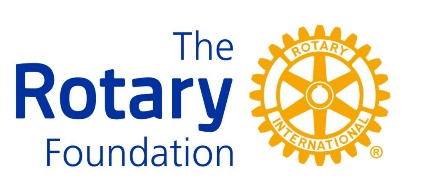 The
Rotary
Foundation
ROTARY
INTERNATIONAL
®